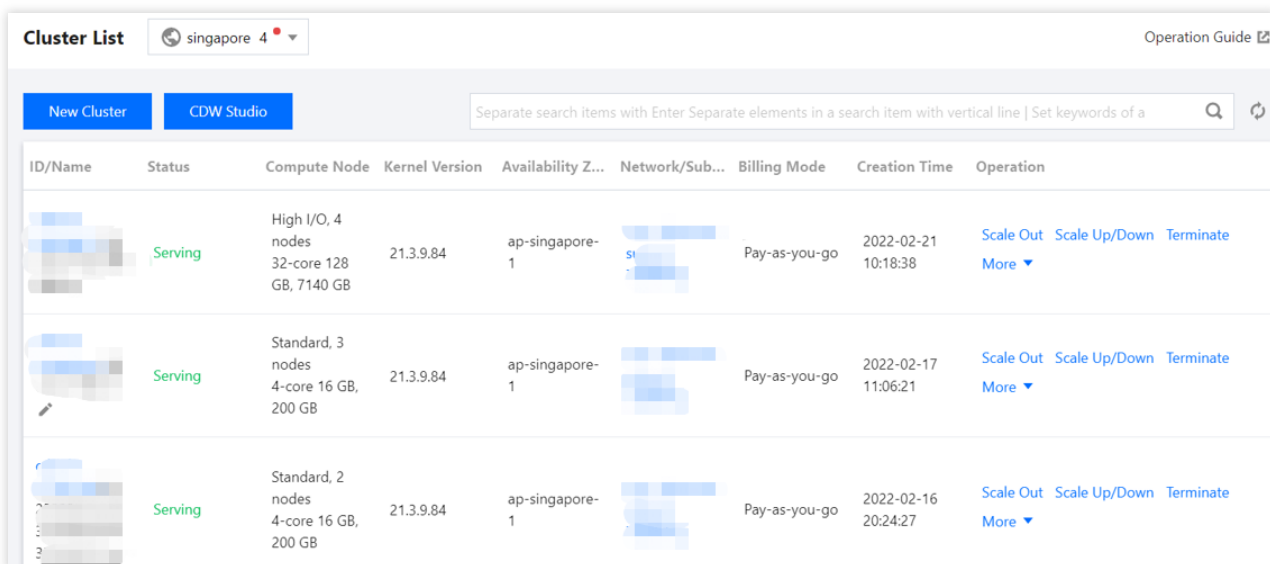 Cluster List singapore 4 Operation Guide
New Cluster CDW Studio Separate search items with Enter Separate elements in a search item with vertical line | Set keywords of a
ID/Name Status Compute Node Kernel Version Availability Z... Network/Sub... Billing Mode Creation Time Operation
High I/O, 4
nodes
32-core 128
GB, 7140 GB
Serving
21.3.9.84
ap-singapore-
1
Pay-as-you-go
2022-02-21
10:18:38
Scale Out Scale Up/Down Terminate
More
Serving
Standard, 3
nodes
4-core 16 GB,
200 GB
21.3.9.84
ap-singapore-
1
Pay-as-you-go
2022-02-17
11:06:21
Scale Out Scale Up/Down Terminate
More
Serving
Standard, 2
nodes
4-core 16 GB,
200 GB
21.3.9.84
ap-singapore-
1
Pay-as-you-go
2022-02-16
20:24:27
Scale Out Scale Up/Down Terminate
More